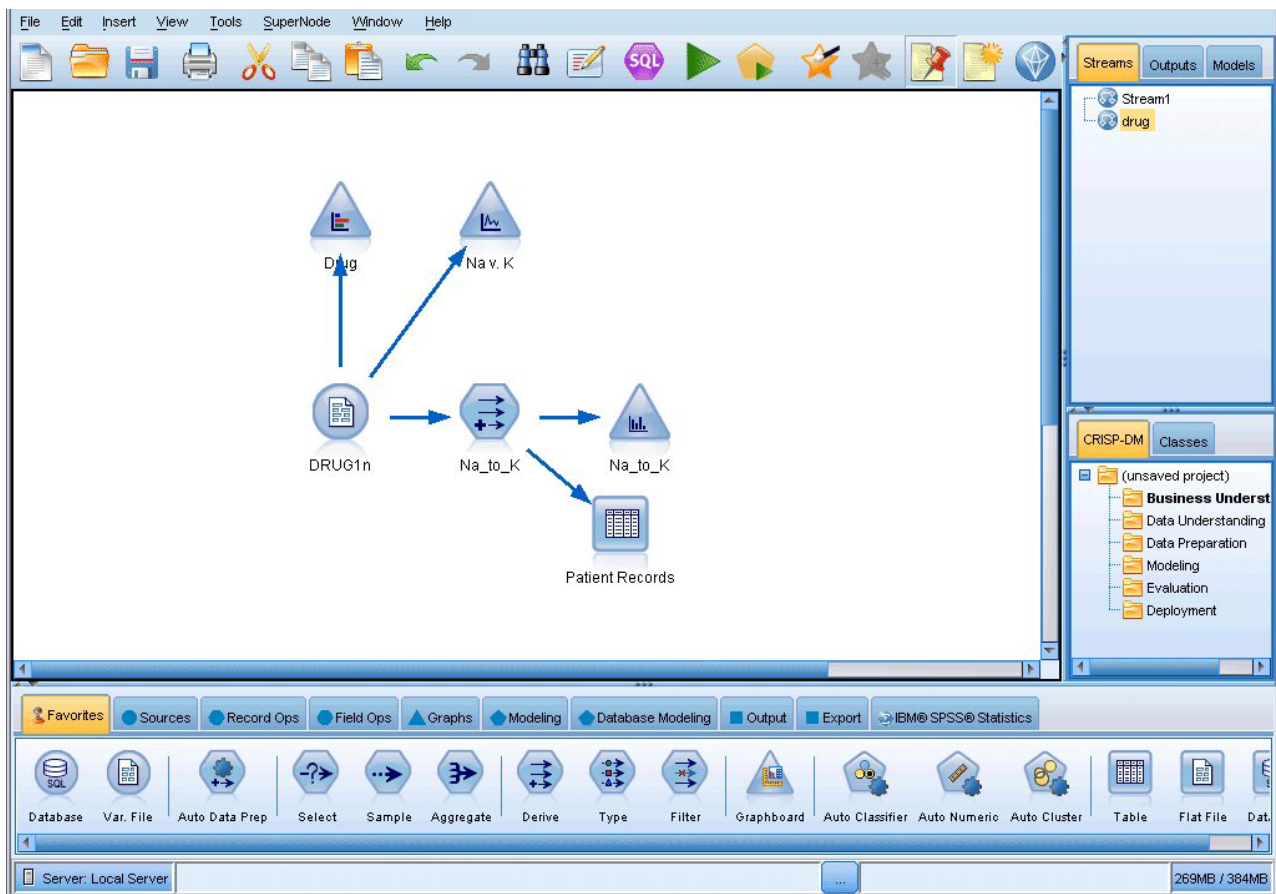 File Edit Insert View Tools SuperNode Window Help
SQL
Streams Outputs Models
Stream1
drug
Drug
Na v. K
DRUG1n
Na_to_K
Na_to_K
Patient Records
CRISP-DM Classes
(unsaved project)
Business Underst
Data Understanding
Data Preparation
Modeling
Evaluation
Deployment
Favorites Sources Record Ops Field Ops Graphs Modeling Database Modeling Output Export IBM® SPSS® Statistics
SQL
Database Var. File Auto Data Prep Select Sample Aggregate Derive Type Filter Graphboard Auto Classifier Auto Numeric Auto Cluster Table Flat File Dat.
Server: Local Server ... 269MB / 384MB